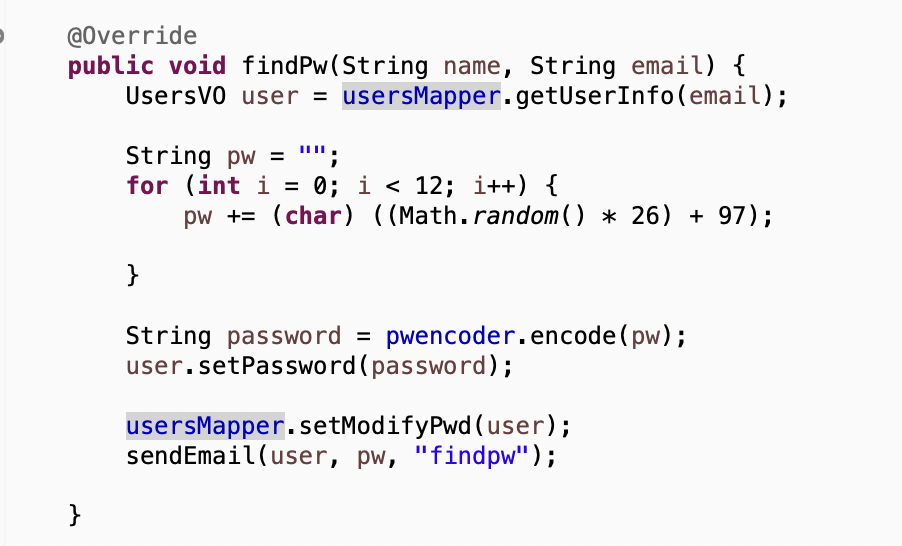 @Override
public void findPw(String name, String email) {
UsersVO user = usersMapper.getUserInfo(email);
String pw = "";
for (int i = 0; i < 12; i++) {
pw += (char) ((Math.random() * 26) + 97);
}
String password = pwencoder.encode(pw);
user.setPassword(password);
usersMapper.setModifyPwd(user);
sendEmail(user, pw, "findpw");
}